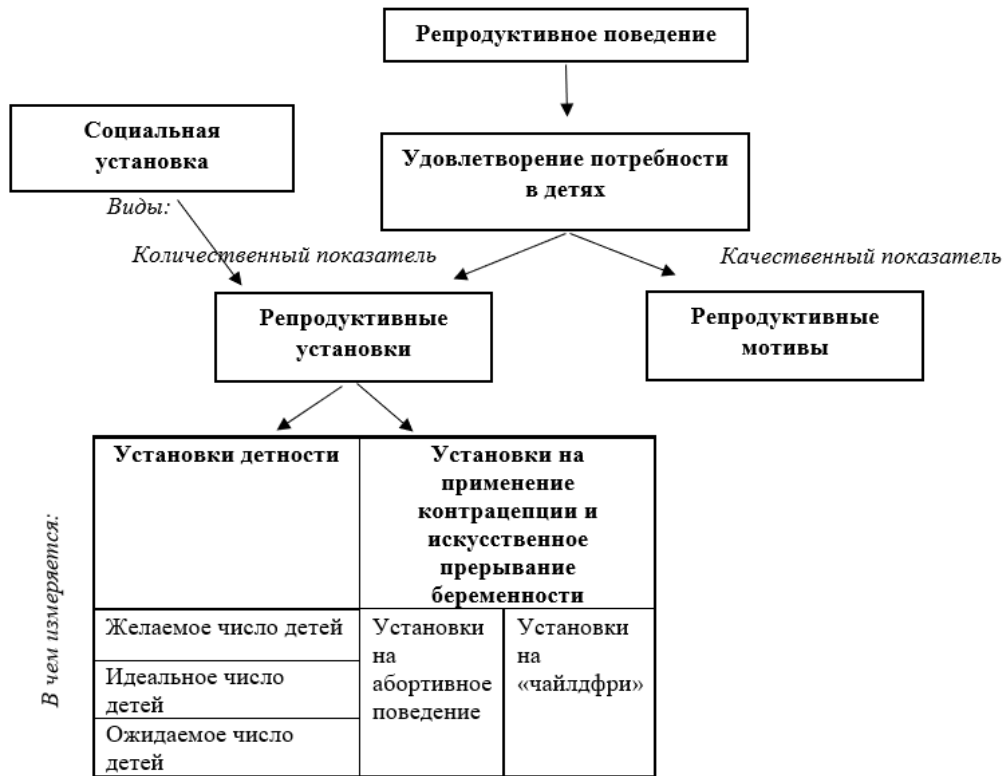 Репродуктивное поведение
Социальная
установка
Удовлетворение потребности
в детях
Виды:
Количественный показатель
Качественный показатель
Репродуктивные
установки
Репродуктивные
мотивы
В чем измеряется:
Установки детности
Установки на
применение
контрацепции и
искусственное
прерывание
беременности
Желаемое число детей
Идеальное число
детей
Ожидаемое число
детей
Установки
на
абортивное
поведение
Установки
на
«чайлдфри»